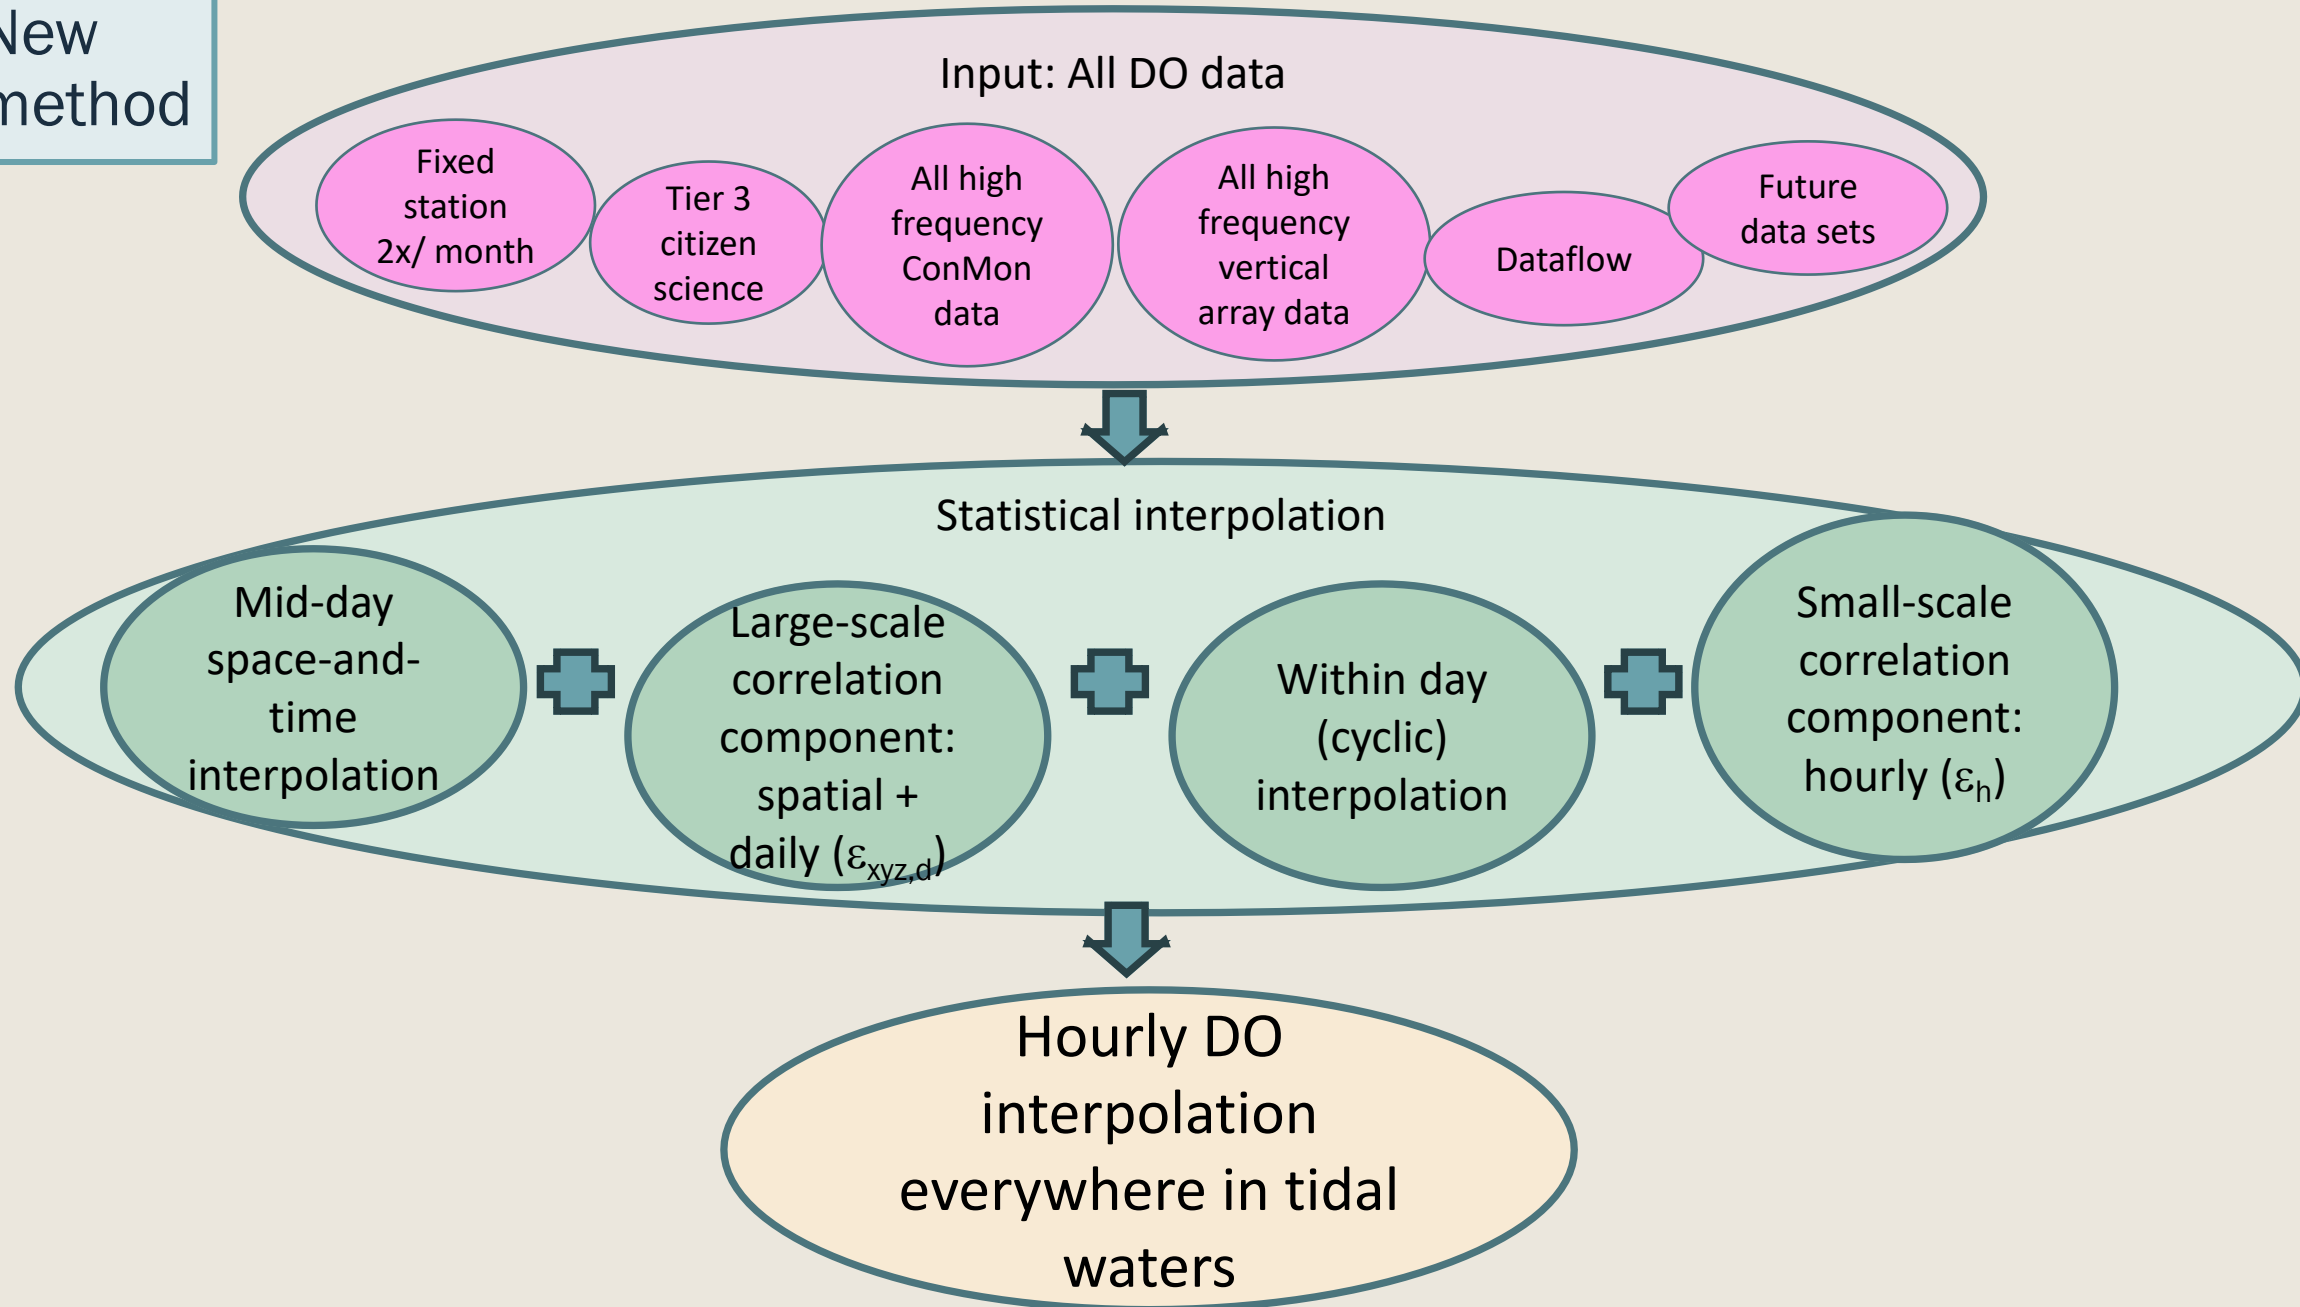 New
method
Input: All DO data
Fixed
station
2x/ month
Tier 3
citizen
science
All high
frequency
ConMon
data
All high
frequency
vertical
array data
Dataflow
Future
data sets
Statistical interpolation
Mid-day
space-and-
time
interpolation
Large-scale
correlation
component:
spatial +
daily (εxyz,d)
Within day
(cyclic)
interpolation
Small-scale
correlation
component:
hourly (εh)
Hourly DO
interpolation
everywhere in tidal
waters